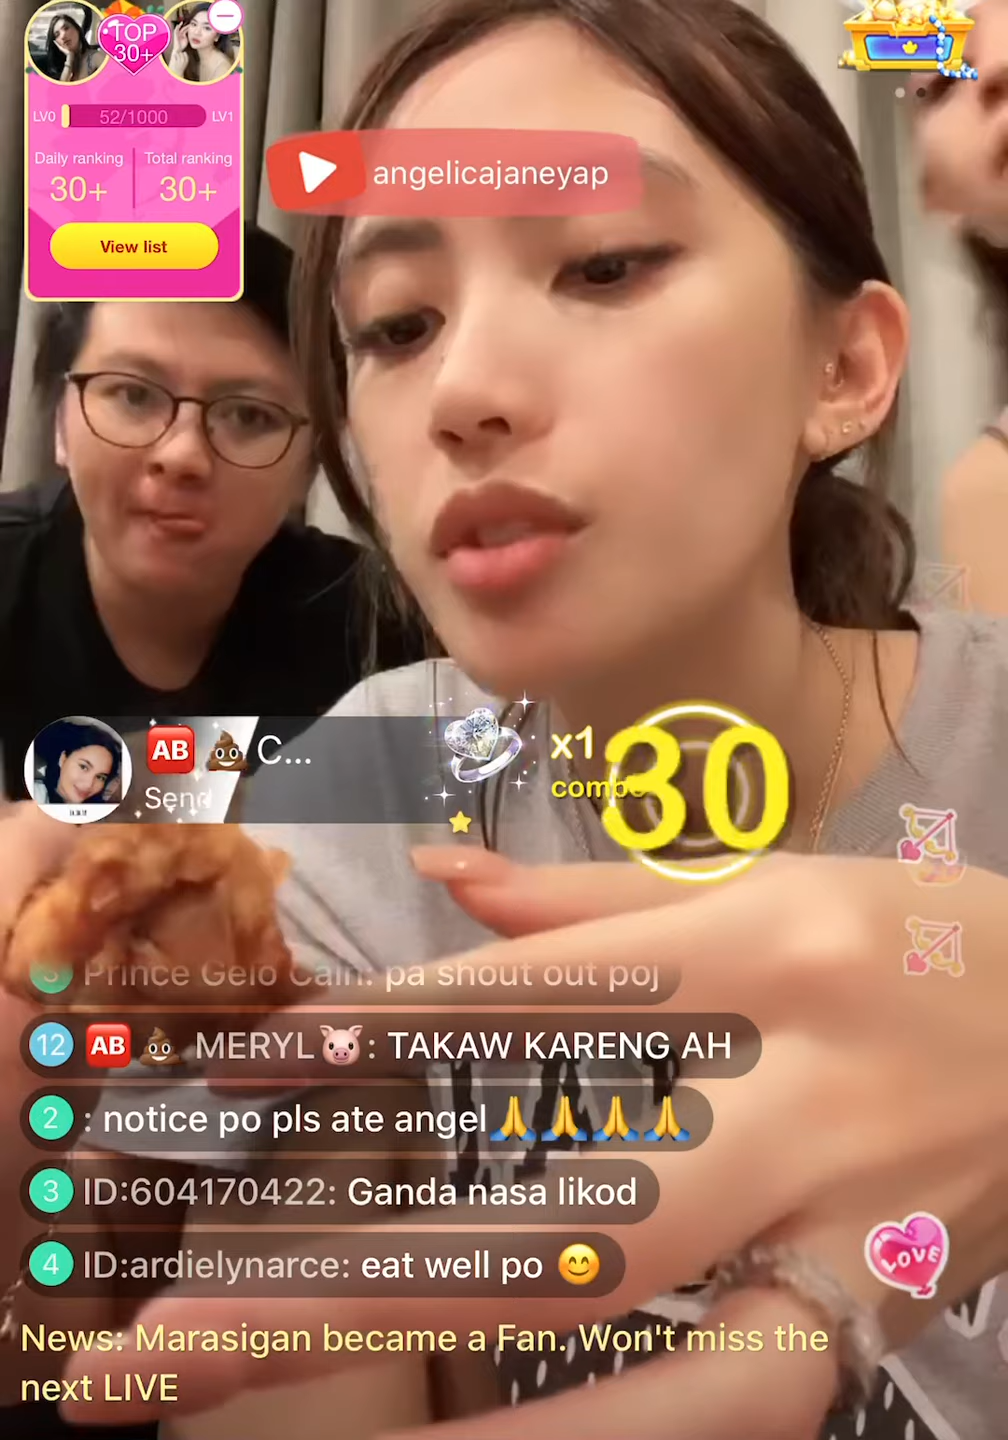 TOP
30+
LV0 52/1000 LV1
Daily ranking Total ranking
30+ 30+
View list
angelicajaneyap
AB 💩 C...
Send
x1
combo
30
3 Prince Gelo Cain: pa shout out poj
12 AB 💩 MERYL🐷: TAKAW KARENG AH
2 : notice po pls ate angel🙏🙏🙏🙏
3 ID:604170422: Ganda nasa likod
4 ID:ardielynarce: eat well po 😊
LOVE
News: Marasigan became a Fan. Won't miss the
next LIVE